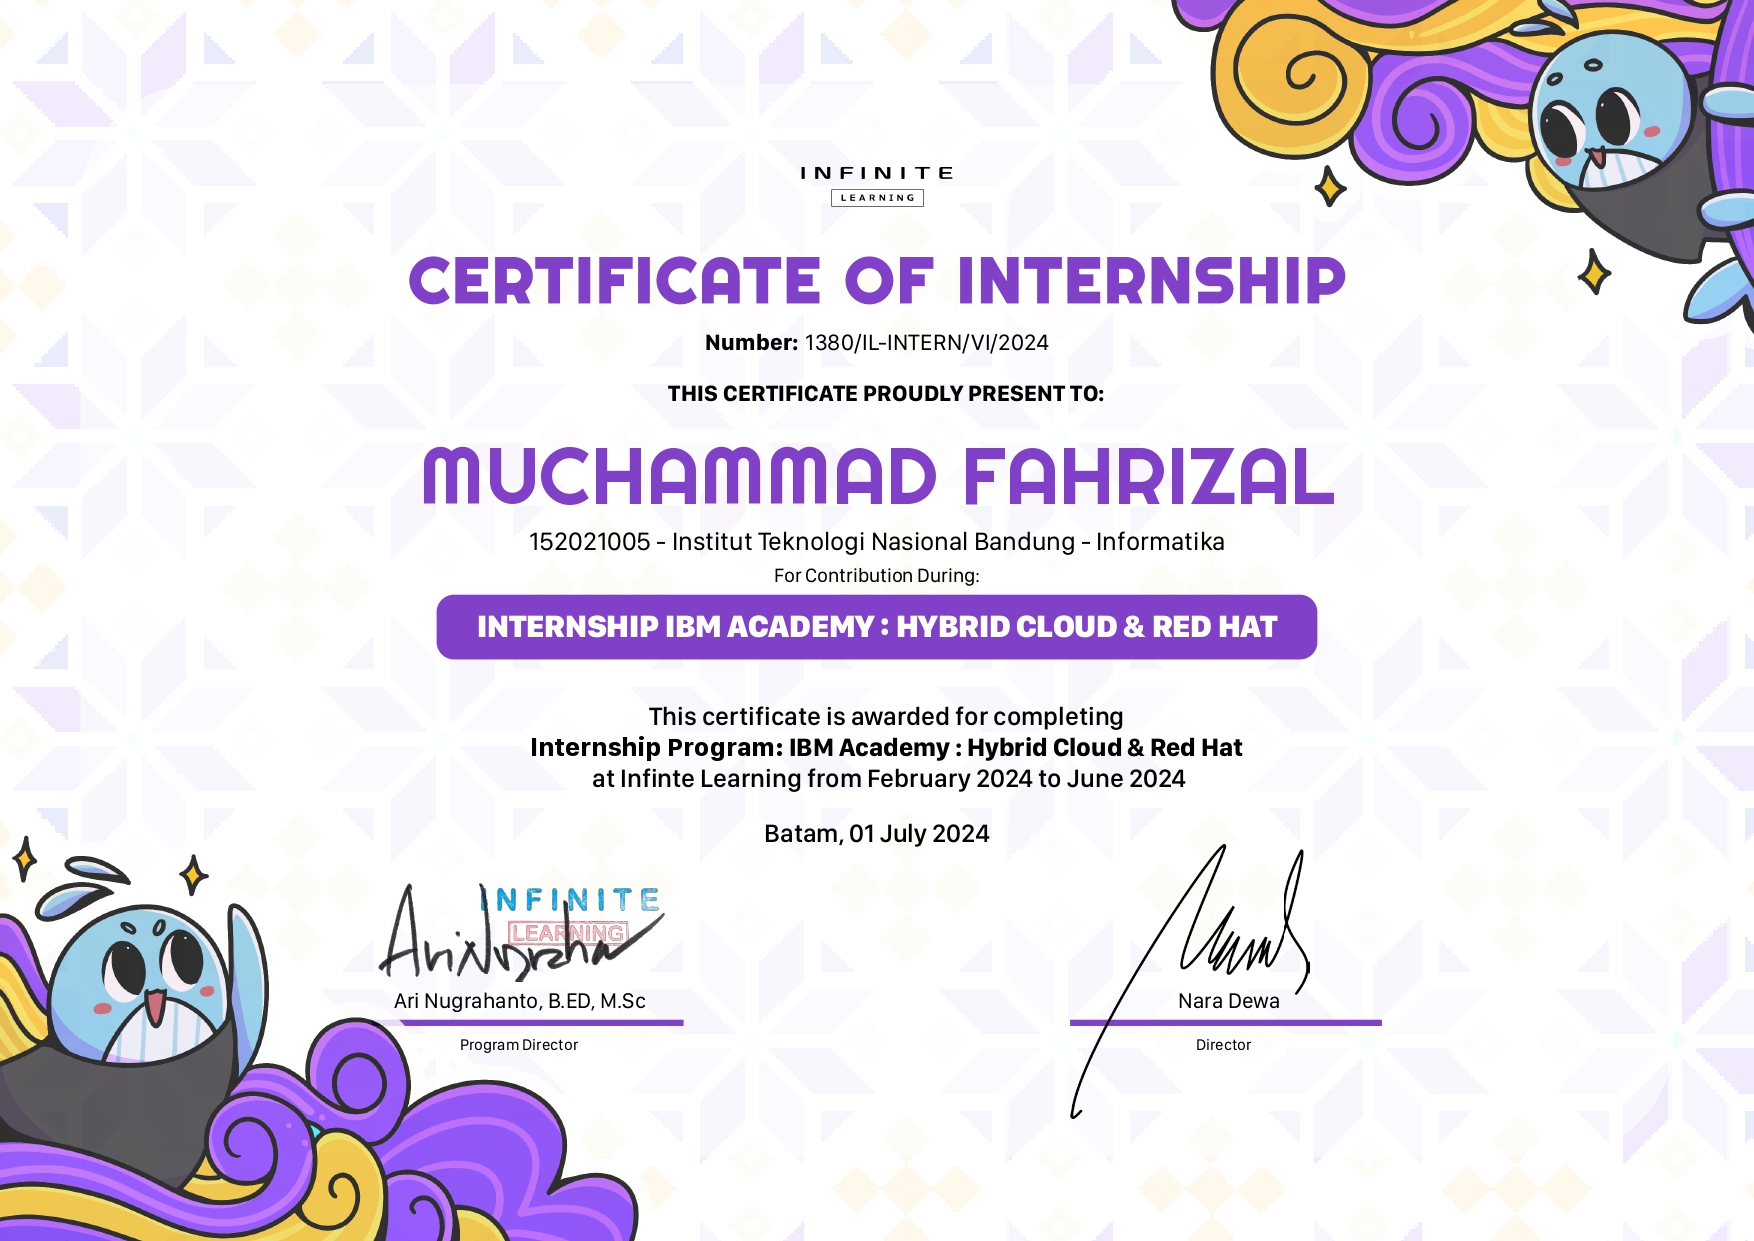 INFINITE
LEARNING
CERTIFICATE OF INTERNSHIP
Number: 1380/IL-INTERN/VI/2024
THIS CERTIFICATE PROUDLY PRESENT TO:
MUCHAMMAD FAHRIZAL
152021005 - Institut Teknologi Nasional Bandung - Informatika
For Contribution During:
INTERNSHIP IBM ACADEMY : HYBRID CLOUD & RED HAT
This certificate is awarded for completing
Internship Program: IBM Academy : Hybrid Cloud & Red Hat
at Infinte Learning from February 2024 to June 2024
Batam, 01 July 2024
INFINITE
LEARNING
Ari Nugraha
Ari Nugrahanto, B.ED, M.Sc
Program Director
Nara Dewa
Director